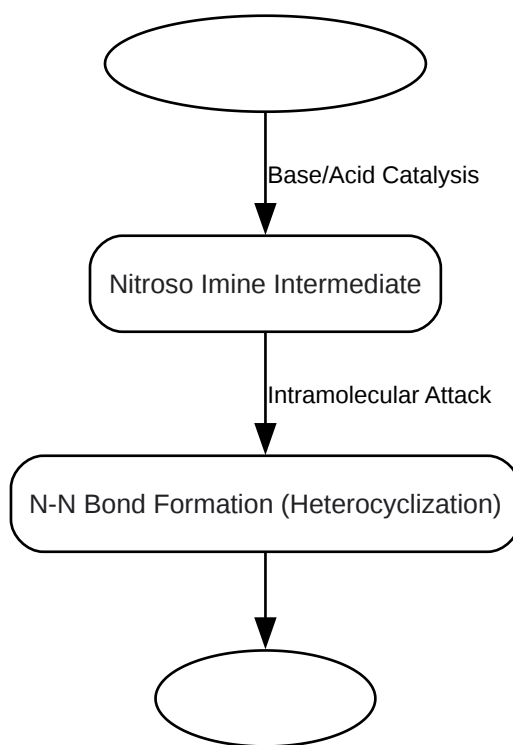 Base/Acid Catalysis
Nitroso Imine Intermediate
Intramolecular Attack
N-N Bond Formation (Heterocyclization)